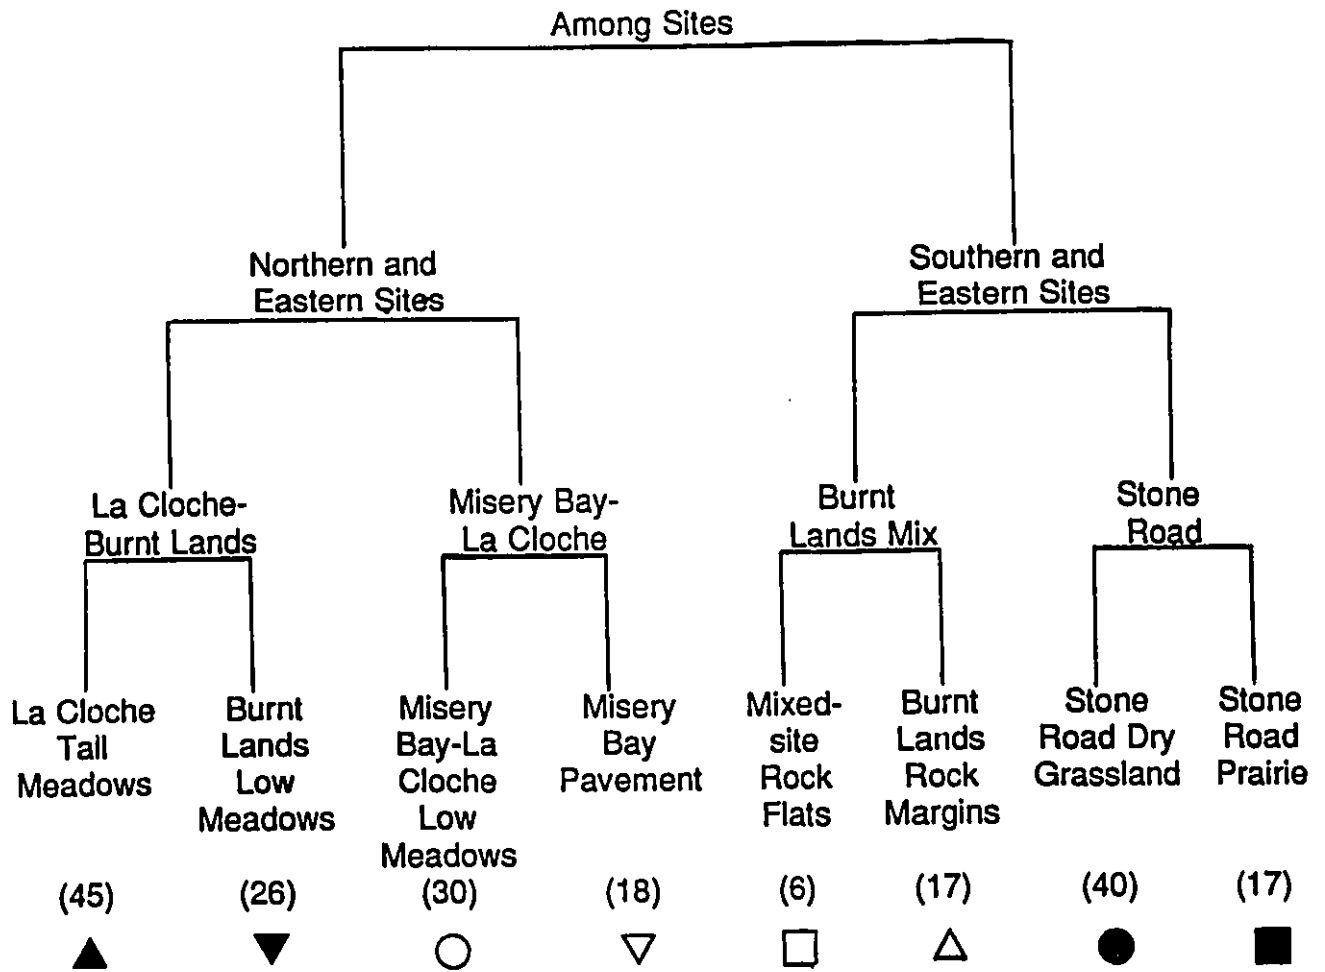 Among Sites
Northern and
Eastern Sites
Southern and
Eastern Sites
La Cloche-
Burnt Lands
Misery Bay-
La Cloche
Burnt
Lands Mix
Stone
Road
La Cloche
Tall
Meadows
Burnt
Lands
Low
Meadows
Misery
Bay-La
Cloche
Low
Meadows
Misery
Bay
Pavement
Mixed-
site
Rock
Flats
Burnt
Lands
Rock
Margins
Stone
Road Dry
Grassland
Stone
Road
Prairie
(45)
(26)
(30)
(18)
(6)
(17)
(40)
(17)